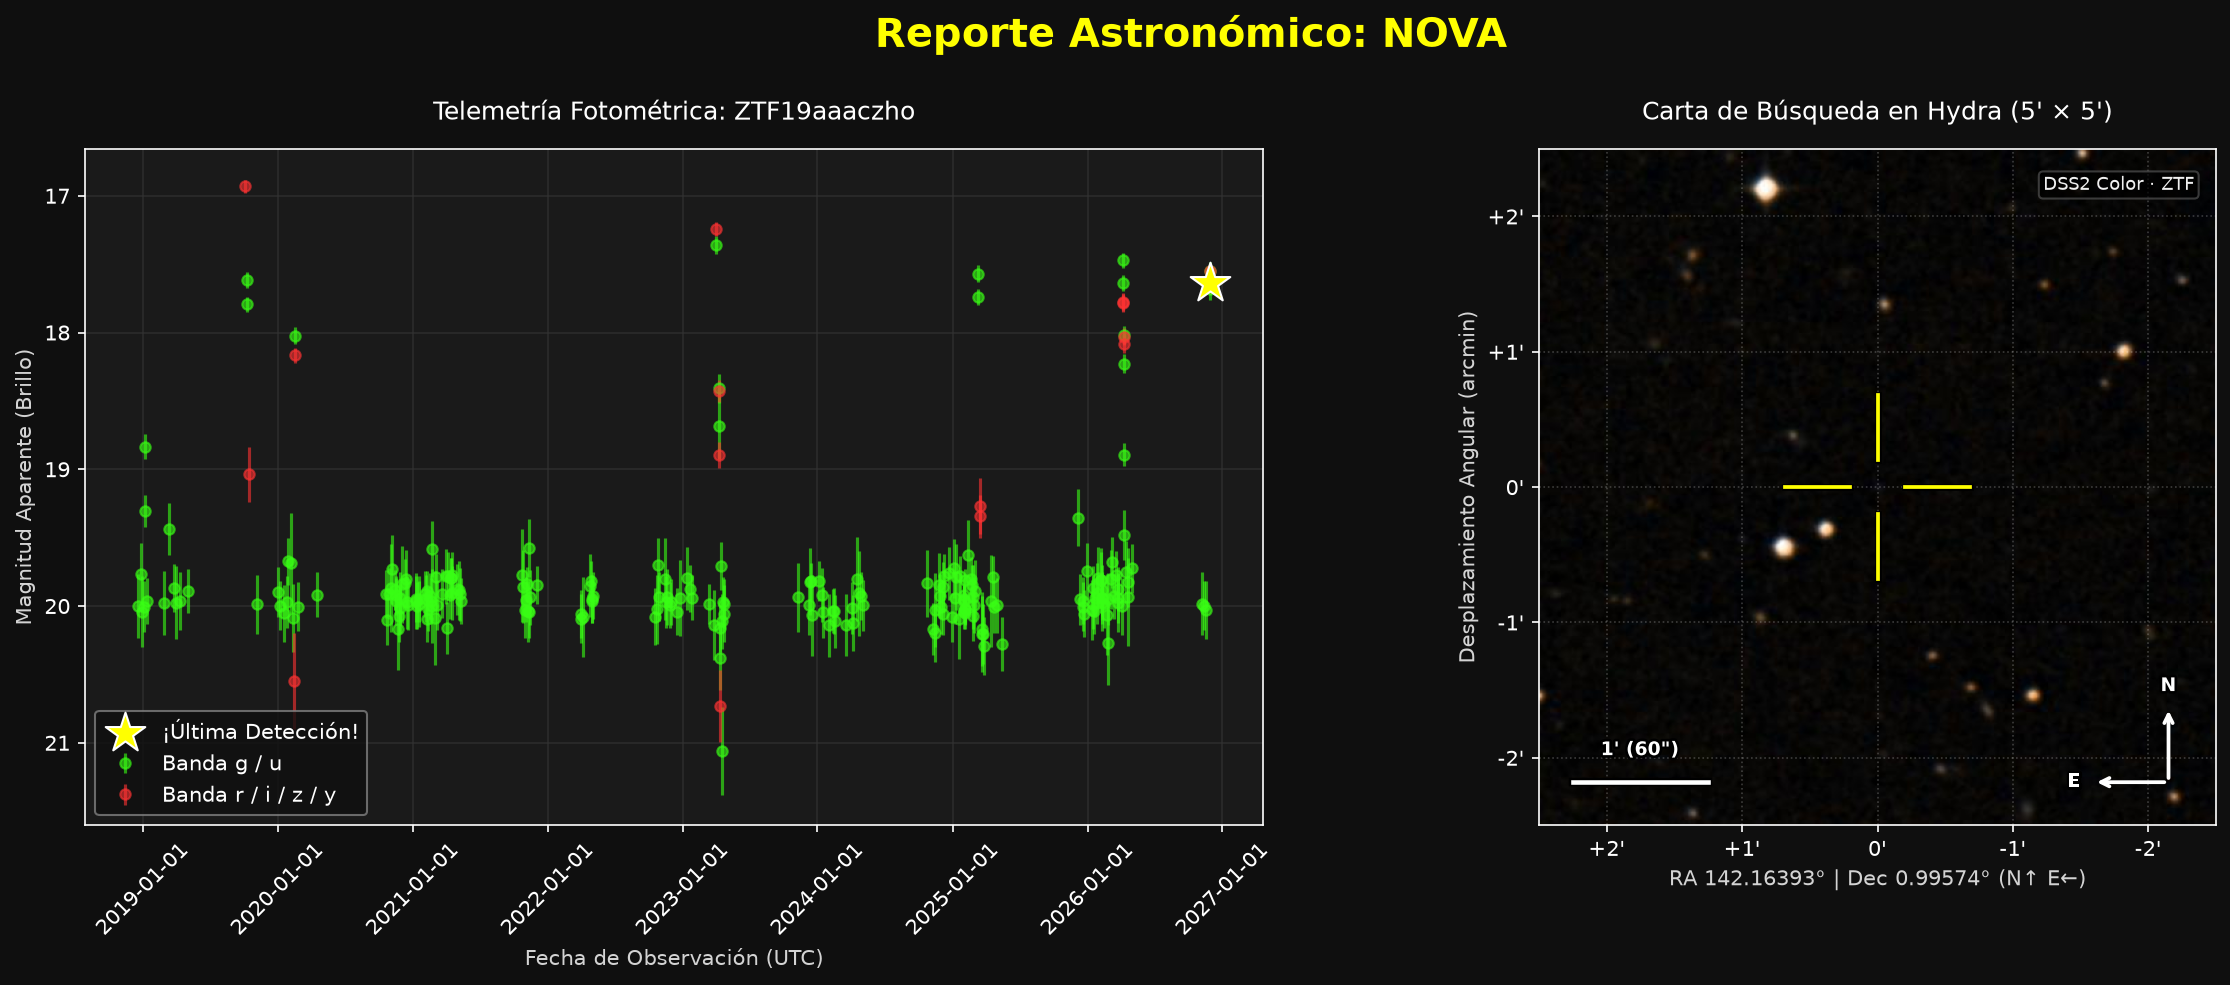 Reporte Astronómico: NOVA
Telemetría Fotométrica: ZTF19aaaczho
Magnitud Aparente (Brillo)
17
18
19
20
21
¡Última Detección!
Banda g / u
Banda r / i / z / y
2019-01-01
2020-01-01
2021-01-01
2022-01-01
2023-01-01
2024-01-01
2025-01-01
2026-01-01
2027-01-01
Fecha de Observación (UTC)
Carta de Búsqueda en Hydra (5' × 5')
DSS2 Color · ZTF
Desplazamiento Angular (arcmin)
+2'
+1'
0'
-1'
-2'
N
E
1' (60")
+2'
+1'
0'
-1'
-2'
RA 142.16393° | Dec 0.99574° (N↑ E←)